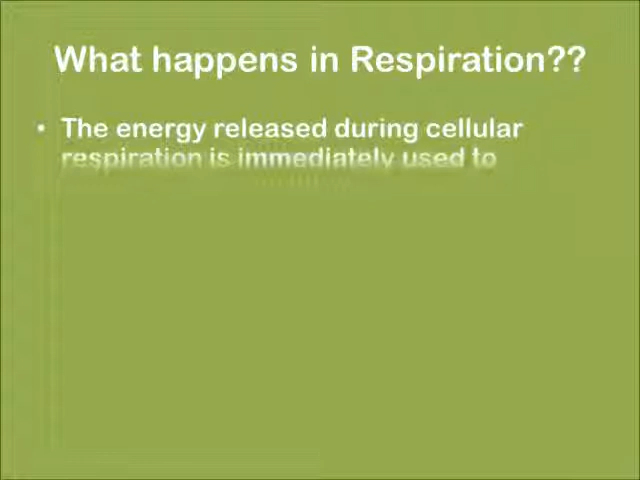 What happens in Respiration??
• The energy released during cellular
respiration is immediately used to